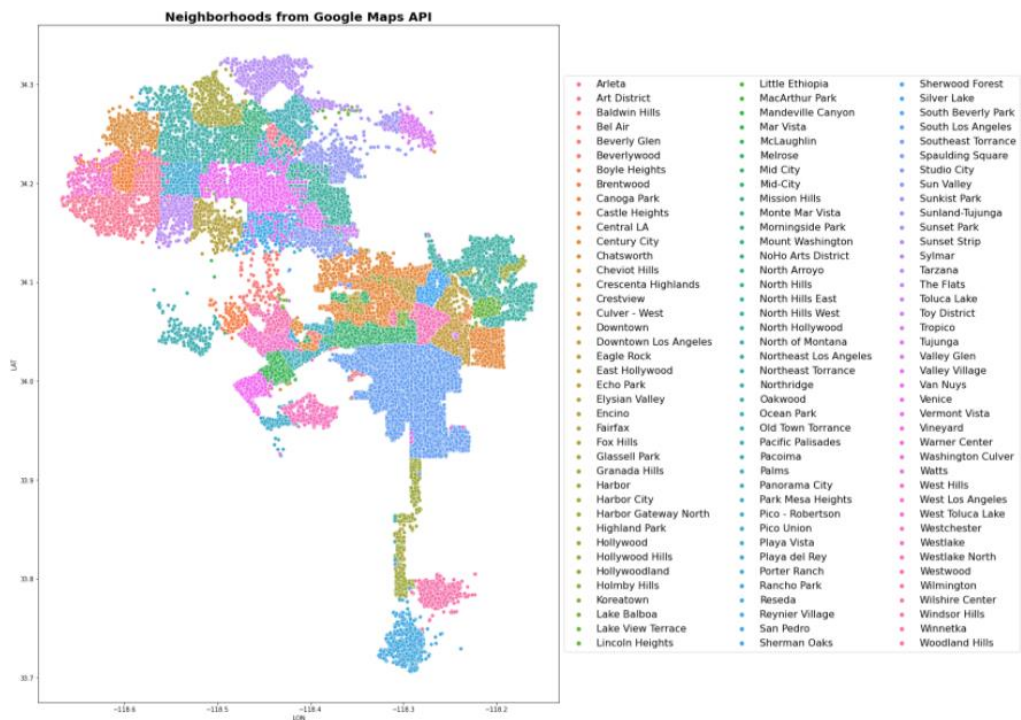 Neighborhoods from Google Maps API
34.3
34.2
34.1
34.0
33.9
33.8
33.7
LAT
−118.6
−118.5
−118.4
−118.3
−118.2
LON
Arleta
Art District
Baldwin Hills
Bel Air
Beverly Glen
Beverlywood
Boyle Heights
Brentwood
Canoga Park
Castle Heights
Central LA
Century City
Chatsworth
Cheviot Hills
Crescenta Highlands
Crestview
Culver - West
Downtown
Downtown Los Angeles
Eagle Rock
East Hollywood
Echo Park
Elysian Valley
Encino
Fairfax
Fox Hills
Glassell Park
Granada Hills
Harbor
Harbor City
Harbor Gateway North
Highland Park
Hollywood
Hollywood Hills
Hollywoodland
Holmby Hills
Koreatown
Lake Balboa
Lake View Terrace
Lincoln Heights
Little Ethiopia
MacArthur Park
Mandeville Canyon
Mar Vista
McLaughlin
Melrose
Mid City
Mid-City
Mission Hills
Monte Mar Vista
Morningside Park
Mount Washington
NoHo Arts District
North Arroyo
North Hills
North Hills East
North Hills West
North Hollywood
North of Montana
Northeast Los Angeles
Northeast Torrance
Northridge
Oakwood
Ocean Park
Old Town Torrance
Pacific Palisades
Pacoima
Palms
Panorama City
Park Mesa Heights
Pico - Robertson
Pico Union
Playa Vista
Playa del Rey
Porter Ranch
Rancho Park
Reseda
Reynier Village
San Pedro
Sherman Oaks
Sherwood Forest
Silver Lake
South Beverly Park
South Los Angeles
Southeast Torrance
Spaulding Square
Studio City
Sun Valley
Sunkist Park
Sunland-Tujunga
Sunset Park
Sunset Strip
Sylmar
Tarzana
The Flats
Toluca Lake
Toy District
Tropico
Tujunga
Valley Glen
Valley Village
Van Nuys
Venice
Vermont Vista
Vineyard
Warner Center
Washington Culver
Watts
West Hills
West Los Angeles
West Toluca Lake
Westchester
Westlake
Westlake North
Westwood
Wilmington
Wilshire Center
Windsor Hills
Winnetka
Woodland Hills